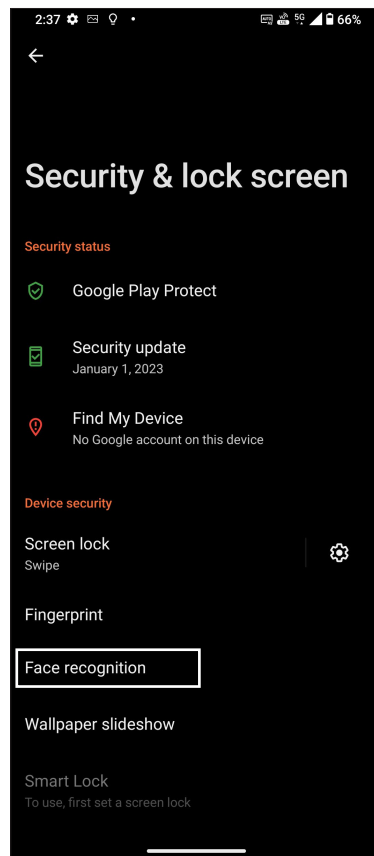 2:37 5G 66%
Security & lock screen
Security status
Google Play Protect
Security update
January 1, 2023
Find My Device
No Google account on this device
Device security
Screen lock
Swipe
Fingerprint
Face recognition
Wallpaper slideshow
Smart Lock
To use, first set a screen lock